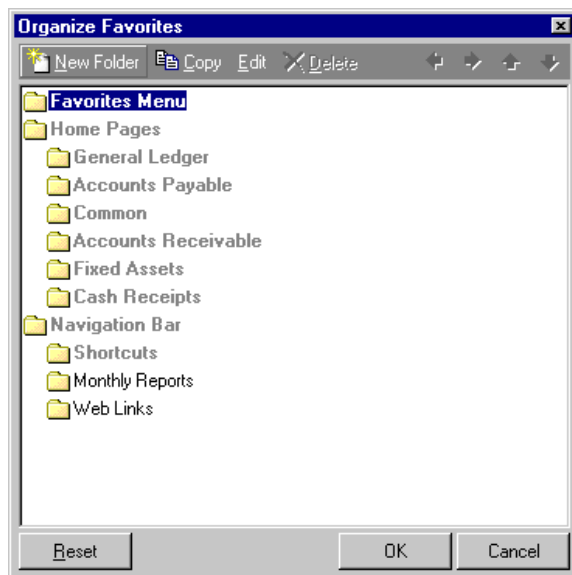 Organize Favorites
New Folder Copy Edit Delete
Favorites Menu
Home Pages
General Ledger
Accounts Payable
Common
Accounts Receivable
Fixed Assets
Cash Receipts
Navigation Bar
Shortcuts
Monthly Reports
Web Links
Reset OK Cancel